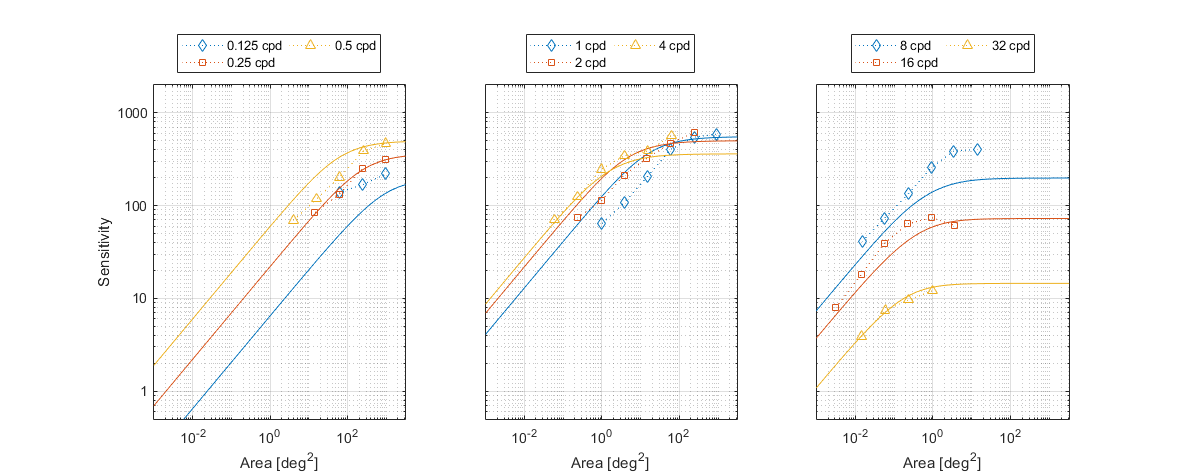 0.125 cpd 0.5 cpd
0.25 cpd
1 cpd 4 cpd
2 cpd
8 cpd 32 cpd
16 cpd
Sensitivity
1000
100
10
1
10^-2 10^0 10^2
Area [deg^2]
10^-2 10^0 10^2
Area [deg^2]
10^-2 10^0 10^2
Area [deg^2]